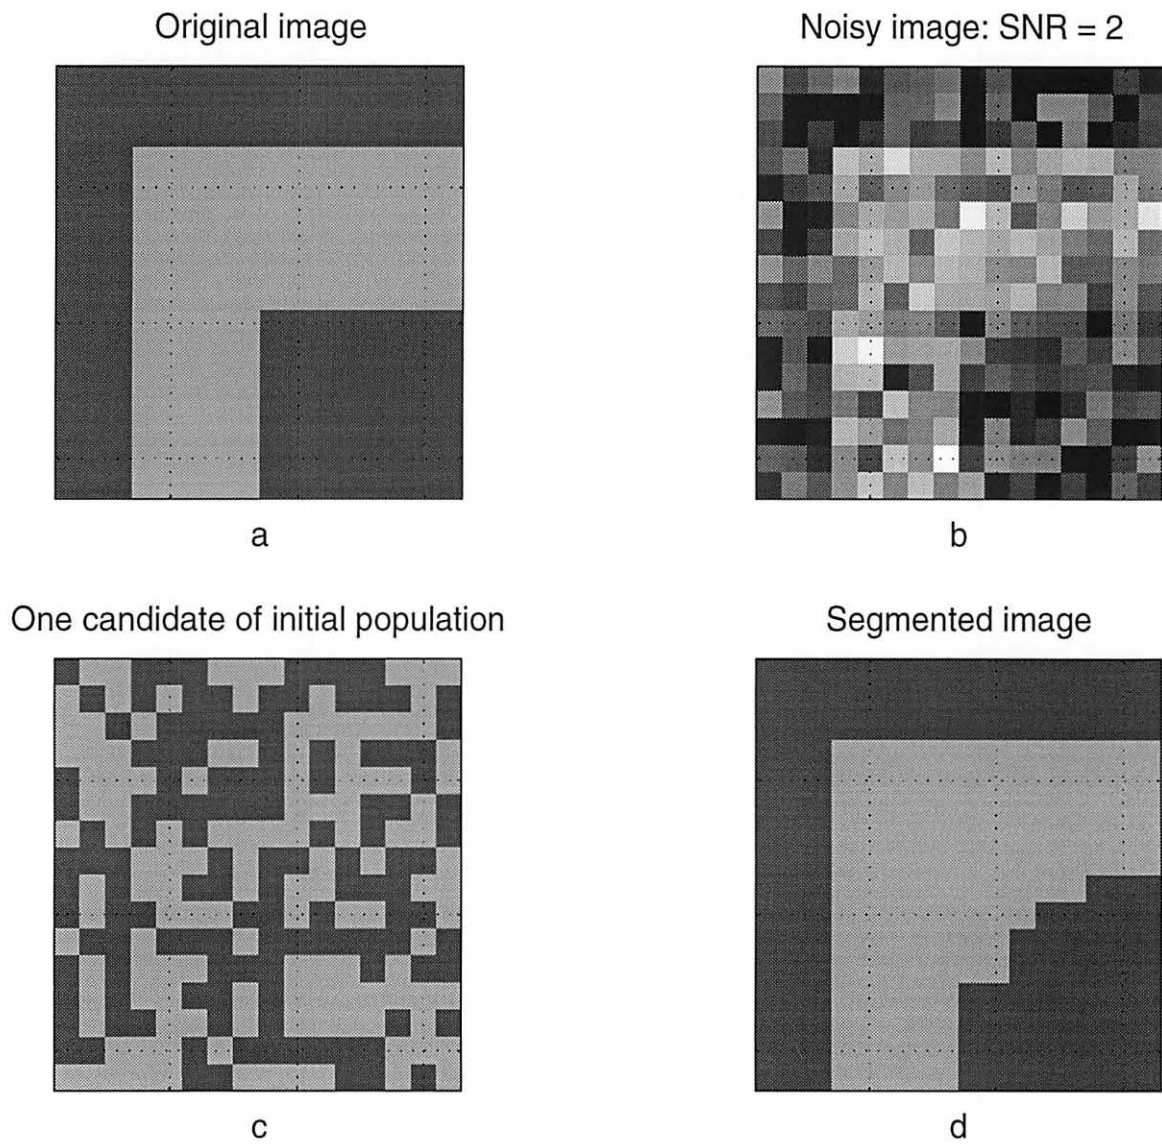 Original image
Noisy image: SNR = 2
a
b
One candidate of initial population
Segmented image
c
d